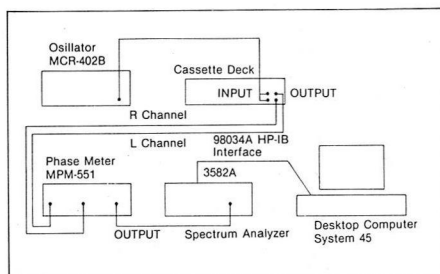 Osillator
MCR-402B
Cassette Deck
INPUT
OUTPUT
R Channel
L Channel
98034A HP-IB
Interface
Phase Meter
MPM-551
3582A
OUTPUT
Spectrum Analyzer
Desktop Computer
System 45